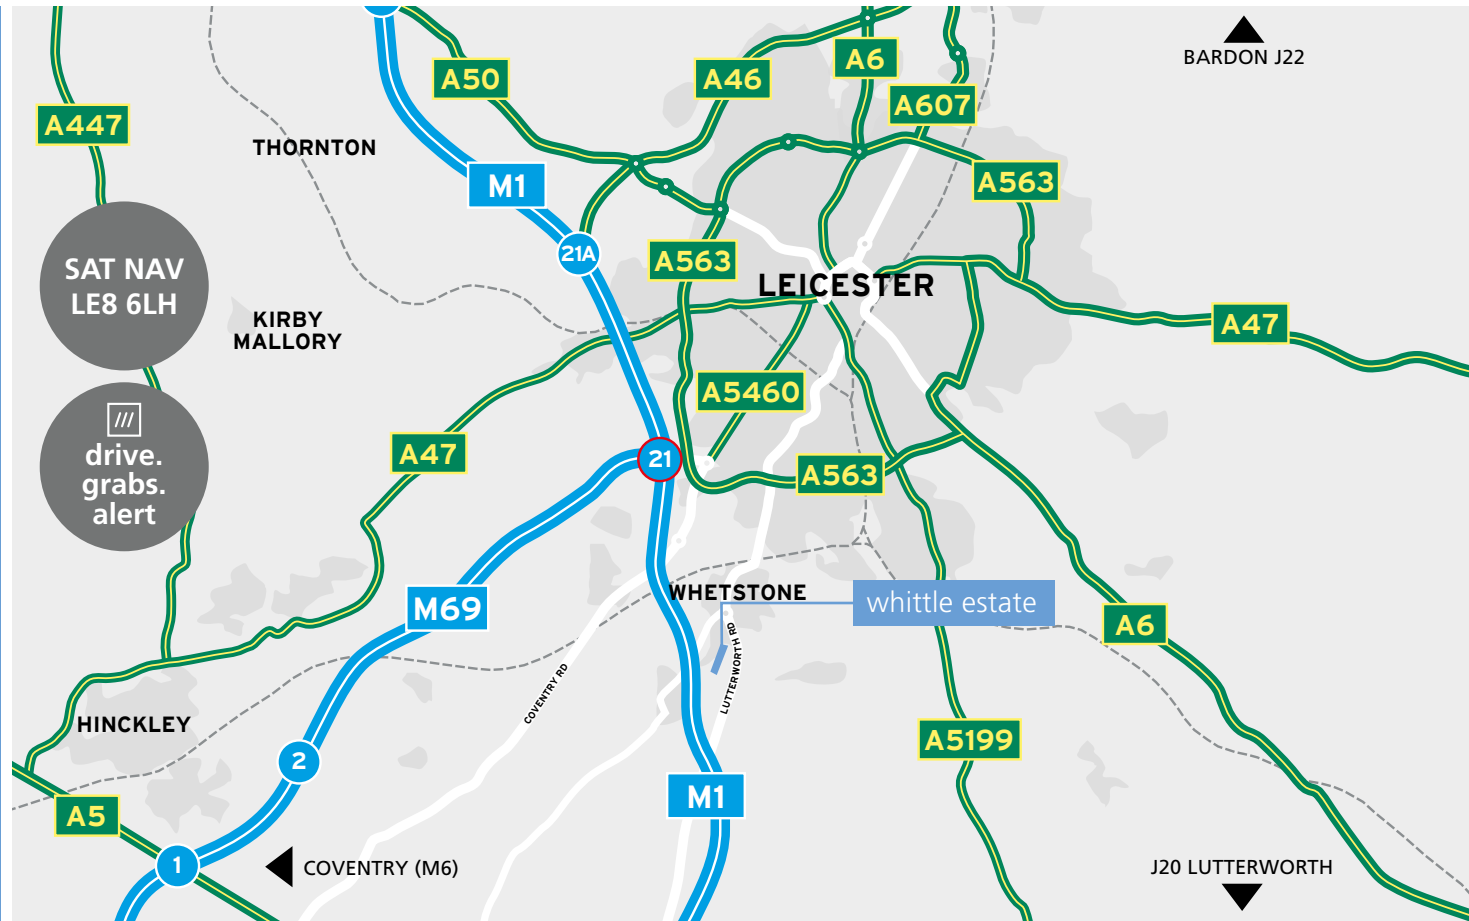 BARDON J22
A6
A50
A46
A607
A447
THORNTON
M1
A563
21A
A563
SAT NAV
LE8 6LH
LEICESTER
KIRBY
MALLORY
A47
A5460
///
drive.
grabs.
alert
A47
21
A563
WHETSTONE
whittle estate
M69
A6
LUTTERWORTH RD
COVENTRY RD
HINCKLEY
A5199
2
M1
A5
1
COVENTRY (M6)
J20 LUTTERWORTH